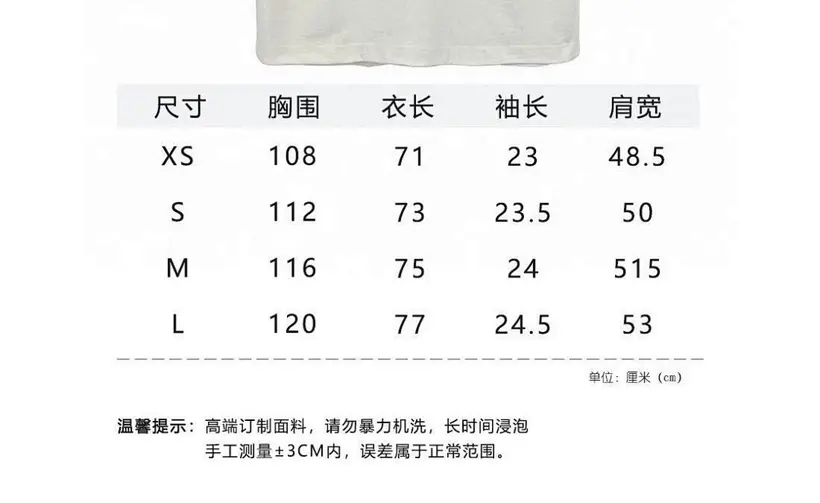 尺寸 胸围 衣长 袖长 肩宽
XS 108 71 23 48.5
S 112 73 23.5 50
M 116 75 24 515
L 120 77 24.5 53
单位：厘米（cm）
温馨提示：高端订制面料，请勿暴力机洗，长时间浸泡
手工测量±3CM内，误差属于正常范围。